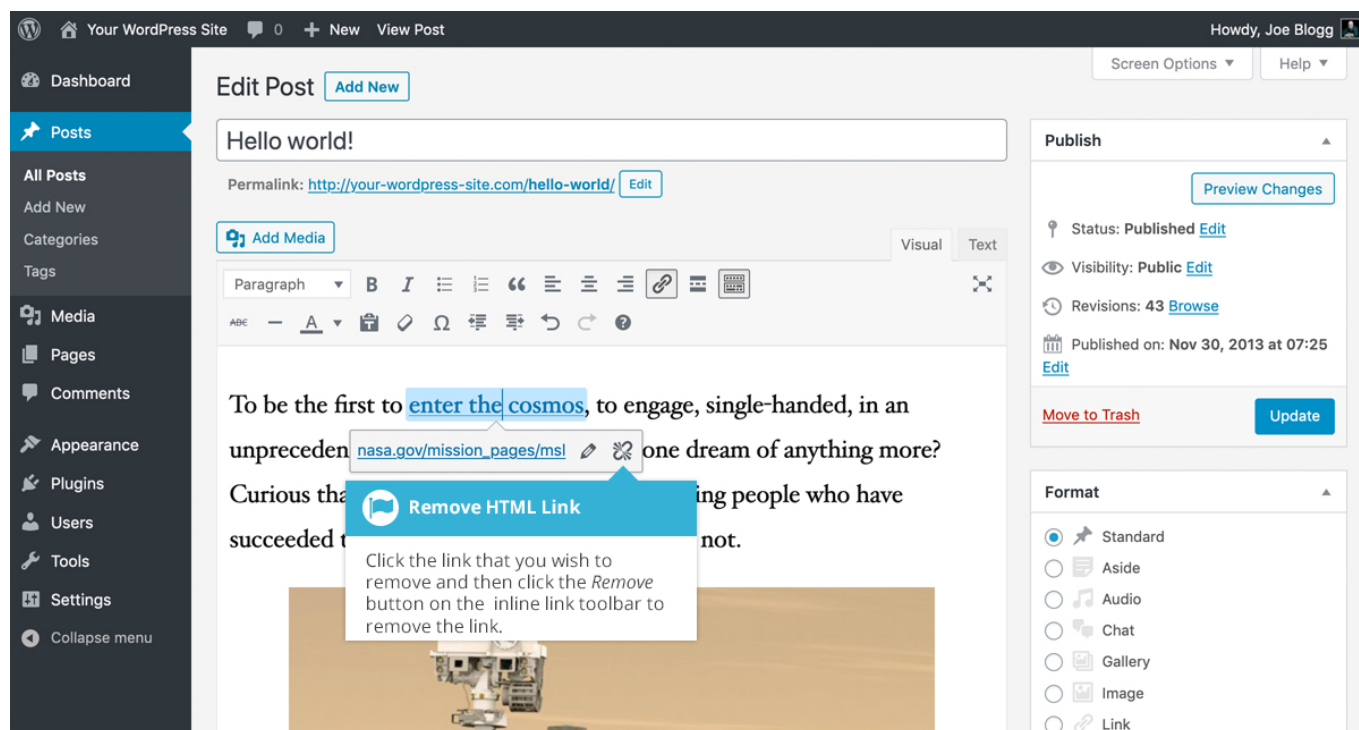 Your WordPress Site 0 + New View Post Howdy, Joe Blogg
Dashboard
Posts
All Posts
Add New
Categories
Tags
Media
Pages
Comments
Appearance
Plugins
Users
Tools
Settings
Collapse menu
Screen Options ▼ Help ▼
Edit Post Add New
Hello world!
Permalink: http://your-wordpress-site.com/hello-world/ Edit
Add Media
Visual Text
Paragraph ▼ B I
ABC A ▼ Ω
To be the first to enter the cosmos, to engage, single-handed, in an
unpreceden nasa.gov/mission_pages/msl one dream of anything more?
Curious tha ing people who have
succeeded t not.
Remove HTML Link
Click the link that you wish to
remove and then click the Remove
button on the inline link toolbar to
remove the link.
Publish
Preview Changes
Status: Published Edit
Visibility: Public Edit
Revisions: 43 Browse
Published on: Nov 30, 2013 at 07:25
Edit
Move to Trash Update
Format
Standard
Aside
Audio
Chat
Gallery
Image
Link